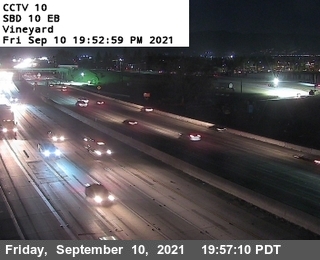 CCTV 10
SBD 10 EB
Vineyard
Fri Sep 10 19:52:59 PM 2021
Friday, September 10, 2021 19:57:10 PDT